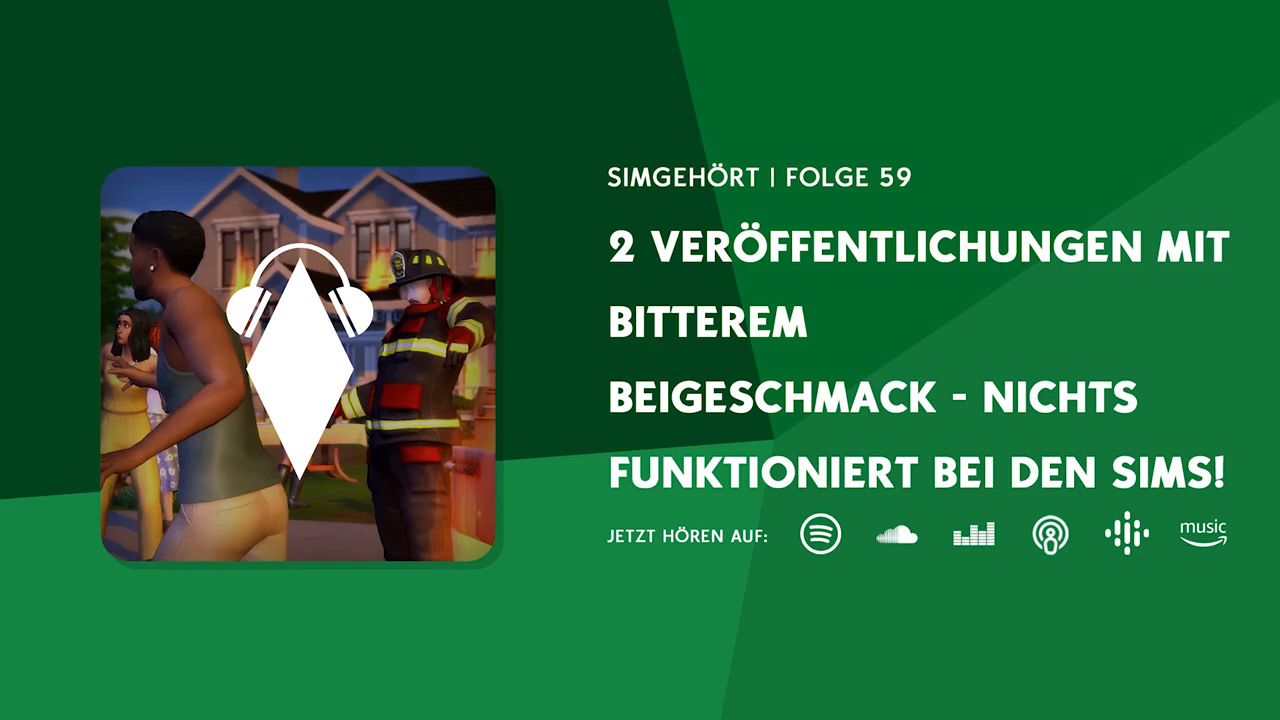 SIMGEHÖRT | FOLGE 59
2 VERÖFFENTLICHUNGEN MIT
BITTEREM
BEIGESCHMACK - NICHTS
FUNKTIONIERT BEI DEN SIMS!
JETZT HÖREN AUF:
music